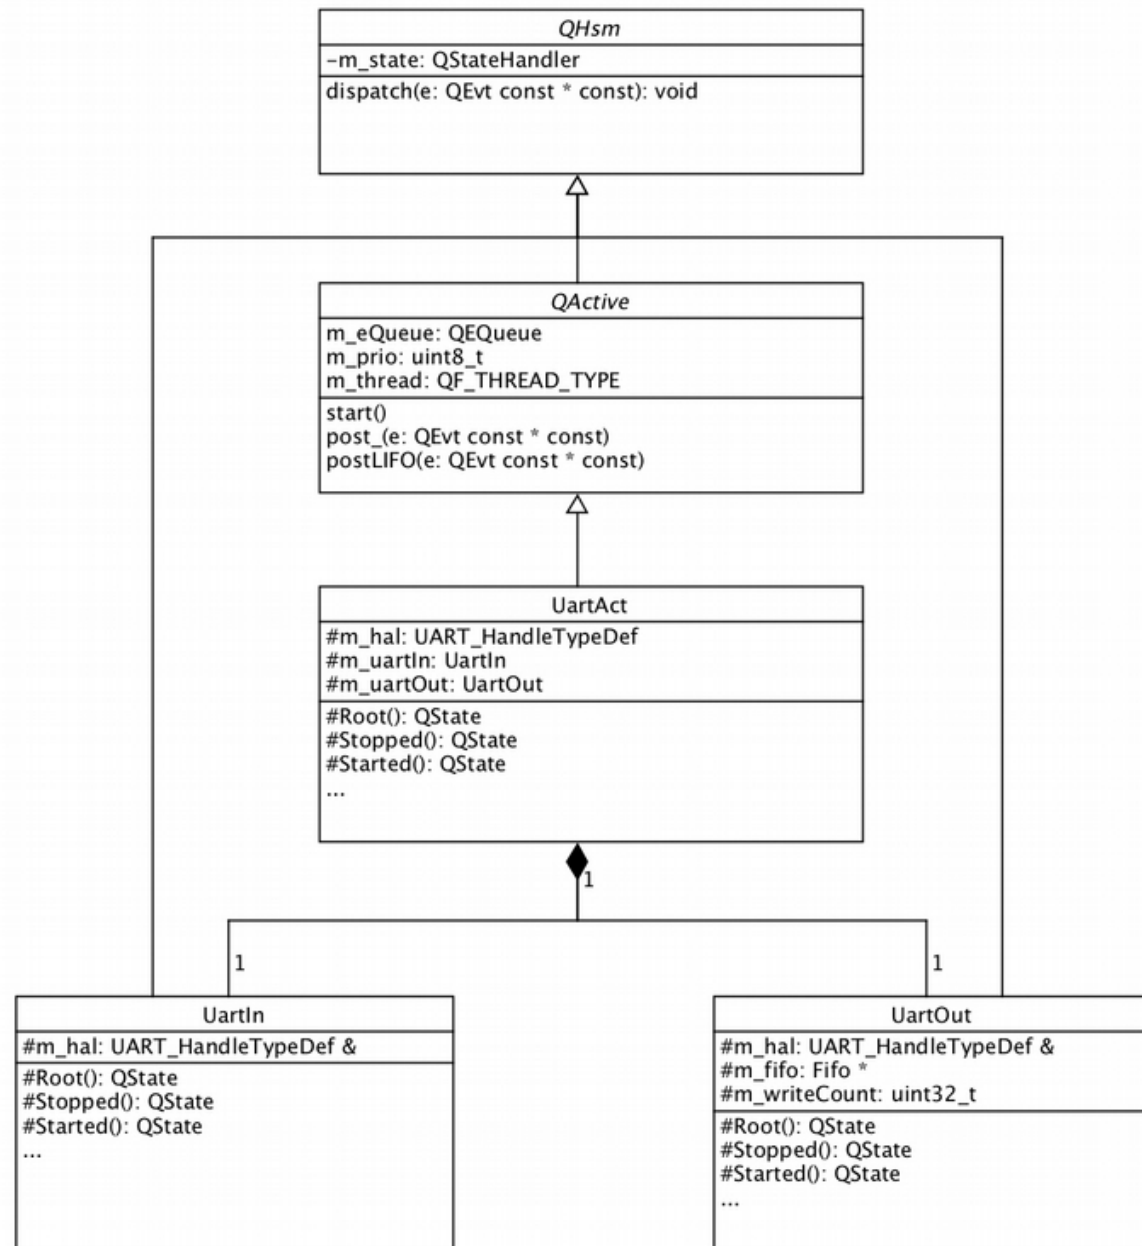 QHsm
-m_state: QStateHandler
dispatch(e: QEvt const * const): void
QActive
m_eQueue: QEQueue
m_prio: uint8_t
m_thread: QF_THREAD_TYPE
start()
post_(e: QEvt const * const)
postLIFO(e: QEvt const * const)
UartAct
#m_hal: UART_HandleTypeDef
#m_uartIn: UartIn
#m_uartOut: UartOut
#Root(): QState
#Stopped(): QState
#Started(): QState
...
1
1
1
UartIn
#m_hal: UART_HandleTypeDef &
#Root(): QState
#Stopped(): QState
#Started(): QState
...
UartOut
#m_hal: UART_HandleTypeDef &
#m_fifo: Fifo *
#m_writeCount: uint32_t
#Root(): QState
#Stopped(): QState
#Started(): QState
...